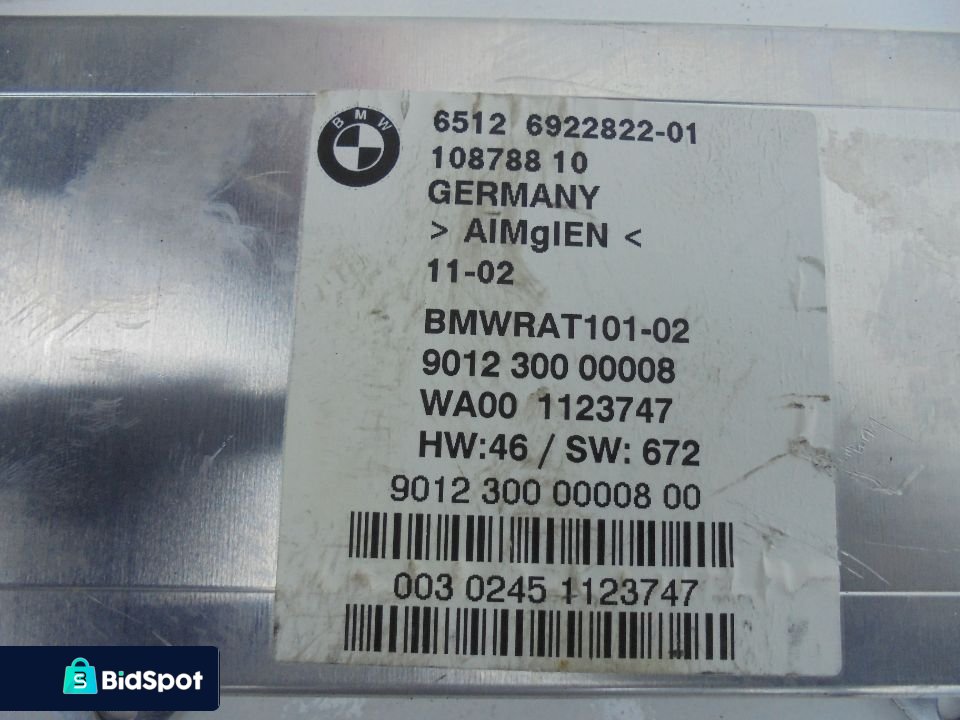 BMW
6512 6922822-01
108788 10
GERMANY
> AlMgIEN <
11-02
BMWRAT101-02
9012 300 00008
WA00 1123747
HW:46 / SW: 672
9012 300 00008 00
003 0245 1123747
BidSpot